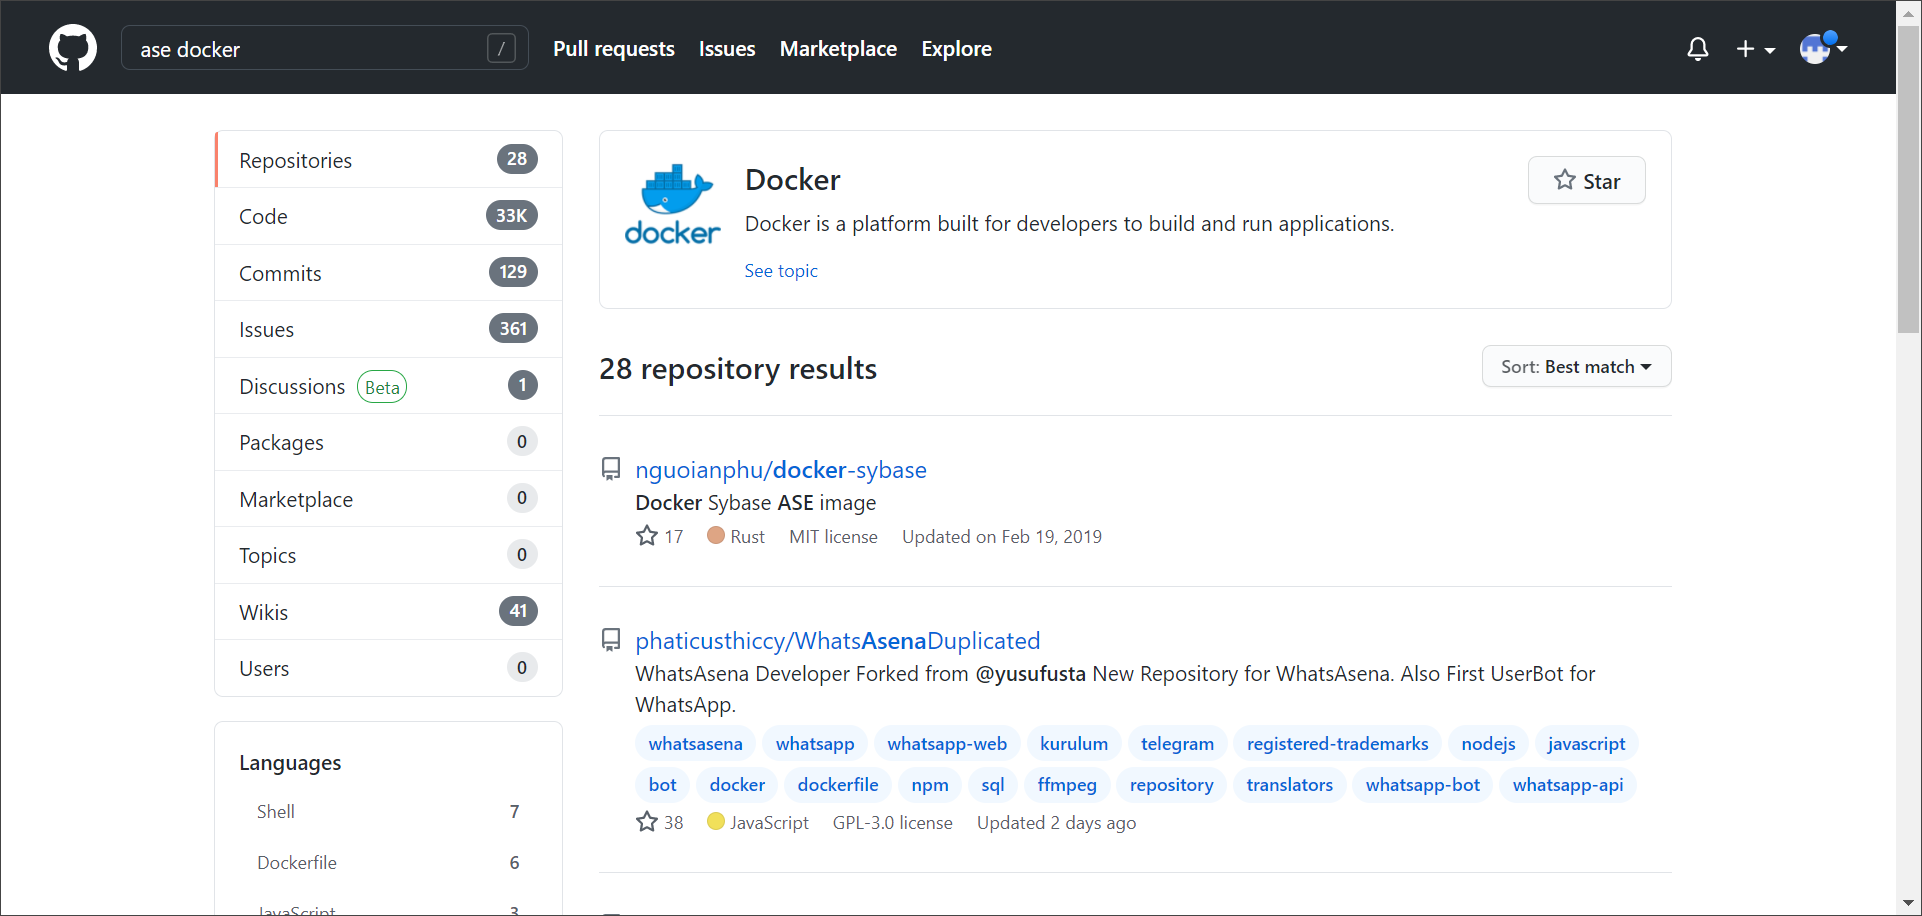 ase docker /
Pull requests Issues Marketplace Explore
Repositories 28
Code 33K
Commits 129
Issues 361
Discussions Beta 1
Packages 0
Marketplace 0
Topics 0
Wikis 41
Users 0
Languages
Shell 7
Dockerfile 6
JavaScript 3
docker
Docker
Docker is a platform built for developers to build and run applications.
See topic
Star
28 repository results
Sort: Best match
nguoianphu/docker-sybase
Docker Sybase ASE image
17 Rust MIT license Updated on Feb 19, 2019
phaticusthiccy/WhatsAsenaDuplicated
WhatsAsena Developer Forked from @yusufusta New Repository for WhatsAsena. Also First UserBot for
WhatsApp.
whatsasena whatsapp whatsapp-web kurulum telegram registered-trademarks nodejs javascript
bot docker dockerfile npm sql ffmpeg repository translators whatsapp-bot whatsapp-api
38 JavaScript GPL-3.0 license Updated 2 days ago